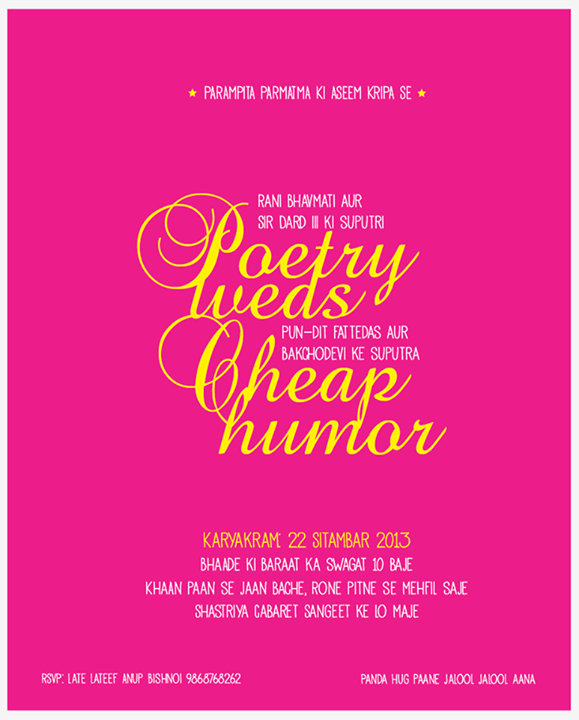 PARAMPITA PARMATMA KI ASEEM KRIPA SE
RANI BHAVMATI AUR
SIR DARD III KI SUPUTRI
Poetry
weds
PUN-DIT FATTEDAS AUR
BAKCHODEVI KE SUPUTRA
Cheap
humor
KARYAKRAM: 22 SITAMBAR 2013
BHAADE KI BARAAT KA SWAGAT 10 BAJE
KHAAN PAAN SE JAAN BACHE, RONE PITNE SE MEHFIL SAJE
SHASTRIYA CABARET SANGEET KE LO MAJE
RSVP: LATE LATEEF ANUP BISHNOI 9868768262
PANDA HUG PAANE JALOOL JALOOL AANA